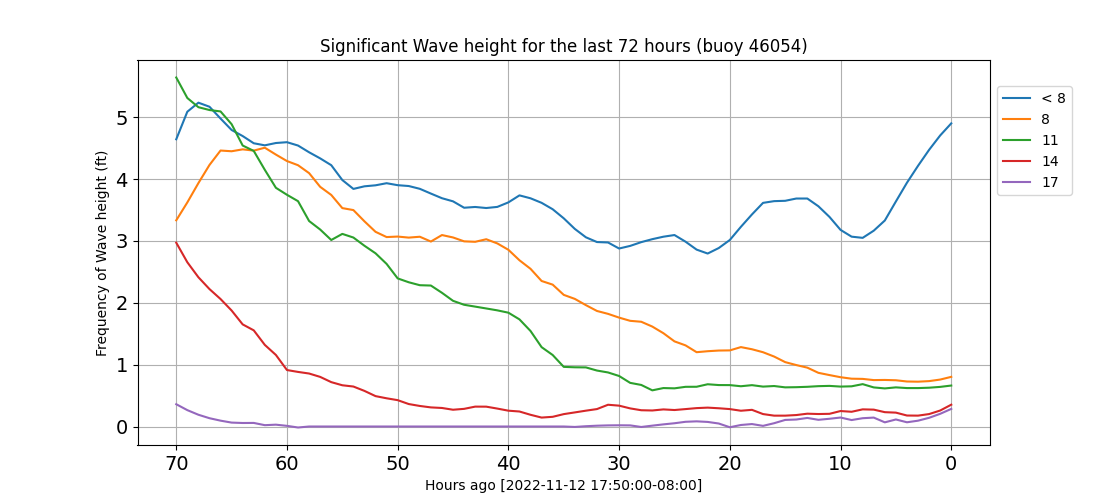 Significant Wave height for the last 72 hours (buoy 46054)
Frequency of Wave height (ft)
5
4
3
2
1
0
70 60 50 40 30 20 10 0
Hours ago [2022-11-12 17:50:00-08:00]
< 8
8
11
14
17